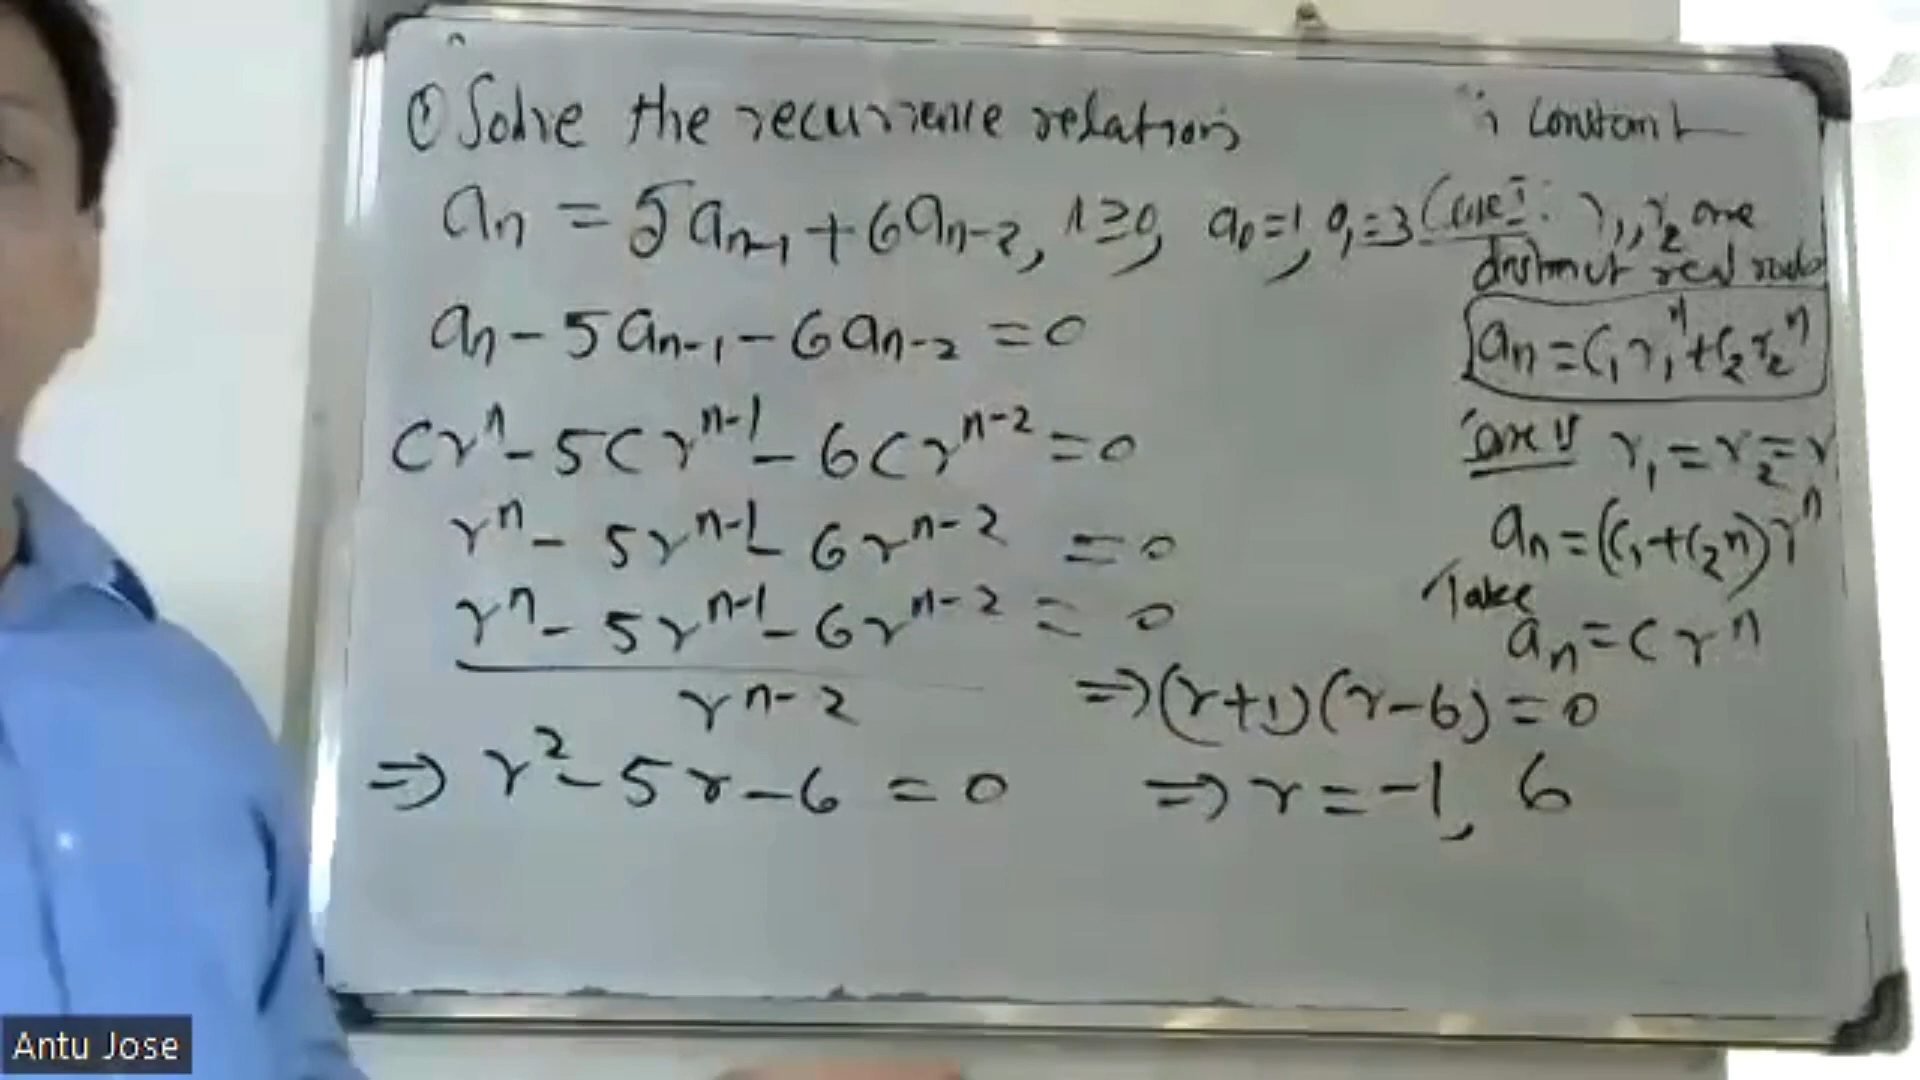 ① Solve the recurrence relation
aₙ = 5aₙ₋₁ + 6aₙ₋₂, n ≥ 0, a₀ = 1, a₁ = 3
aₙ - 5aₙ₋₁ - 6aₙ₋₂ = 0
crⁿ - 5crⁿ⁻¹ - 6crⁿ⁻² = 0
rⁿ - 5rⁿ⁻¹ - 6rⁿ⁻² = 0
rⁿ - 5rⁿ⁻¹ - 6rⁿ⁻² = 0
rⁿ⁻²
⇒ r² - 5r - 6 = 0
constant
Case I: r₁, r₂ are
distinct real roots
aₙ = c₁r₁ⁿ + c₂r₂ⁿ
Case II r₁ = r₂ = r
aₙ = (c₁ + c₂n)rⁿ
Take
aₙ = crⁿ
⇒ (r+1)(r-6) = 0
⇒ r = -1, 6
Antu Jose